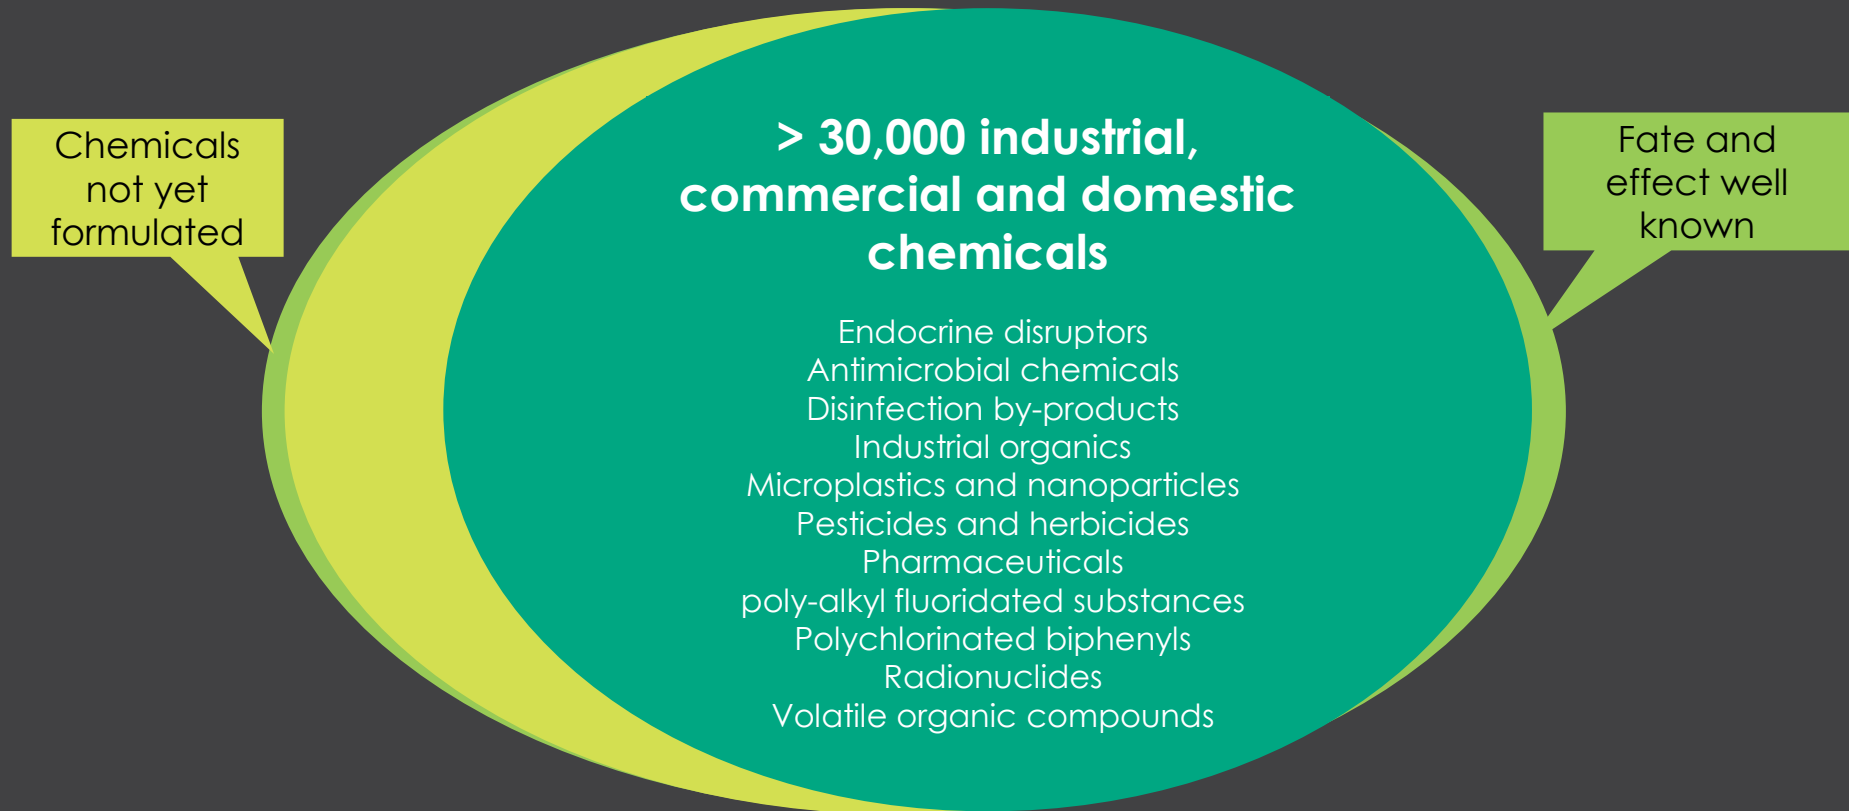 Chemicals
not yet
formulated
> 30,000 industrial,
commercial and domestic
chemicals
Endocrine disruptors
Antimicrobial chemicals
Disinfection by-products
Industrial organics
Microplastics and nanoparticles
Pesticides and herbicides
Pharmaceuticals
poly-alkyl fluoridated substances
Polychlorinated biphenyls
Radionuclides
Volatile organic compounds
Fate and
effect well
known